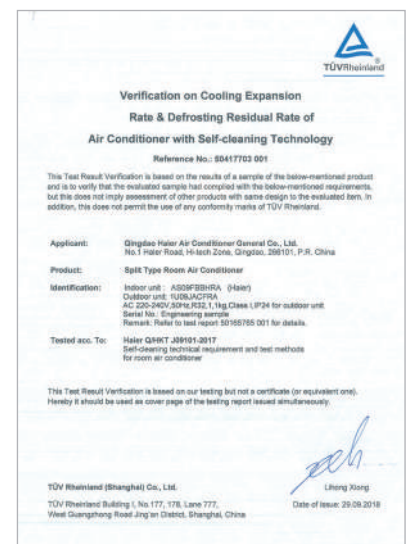 TÜVRheinland
Verification on Cooling Expansion
Rate & Defrosting Residual Rate of
Air Conditioner with Self-cleaning Technology
Reference No.: 50417703 001
This Test Result Verification is based on the results of a sample of the below-mentioned product
and is to verify that the evaluated sample had complied with the below-mentioned requirements,
but this does not imply assessment of other products with same design to the evaluated item. In
addition, this does not permit the use of any conformity marks of TÜV Rheinland.
Applicant: Qingdao Haier Air Conditioner General Co., Ltd.
No.1 Haier Road, Hi-tech Zone, Qingdao, 266101, P.R. China
Product: Split Type Room Air Conditioner
Identification: Indoor unit : AS09FBBHRA (Haier)
Outdoor unit: 1U09JACFRA
AC 220-240V,50Hz,R32,1,1kg,Class I,IP24 for outdoor unit
Serial No.: Engineering sample
Remark: Refer to test report 50165765 001 for details.
Tested acc. To: Haier Q/HKT J09101-2017
Self-cleaning technical requirement and test methods
for room air conditioner
This Test Result Verification is based on our testing but not a certificate (or equivalent one).
Hereby it should be used as cover page of the testing report issued simultaneously.
TÜV Rheinland (Shanghai) Co., Ltd.
Lihong Xiong
TÜV Rheinland Building I, No.177, 178, Lane 777,
West Guangzhong Road Jing'an District, Shanghai, China
Date of Issue: 29.09.2018